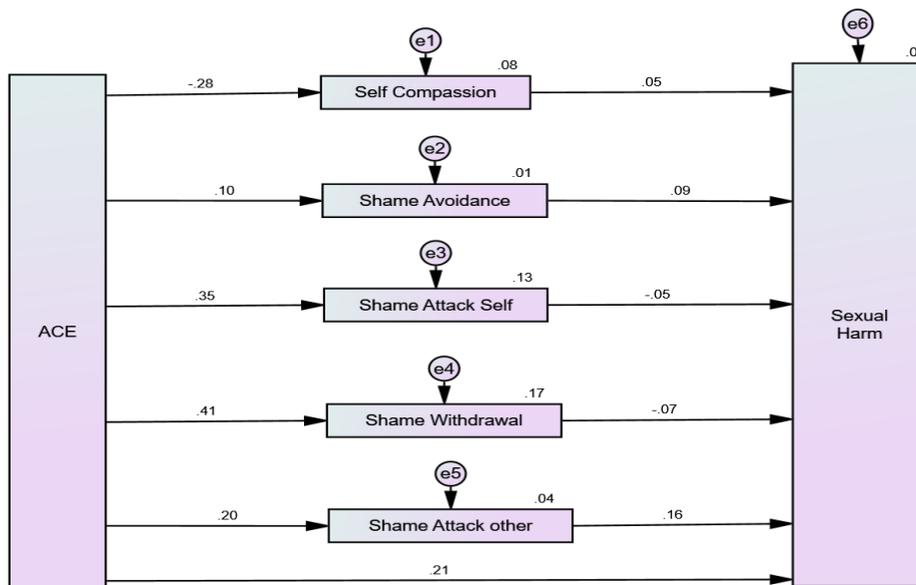 e6
e1
.0
-.28
.08
Self Compassion
.05
e2
.10
.01
Shame Avoidance
.09
e3
.35
.13
Shame Attack Self
-.05
ACE
Sexual
Harm
e4
.41
.17
Shame Withdrawal
-.07
e5
.20
.04
Shame Attack other
.16
.21